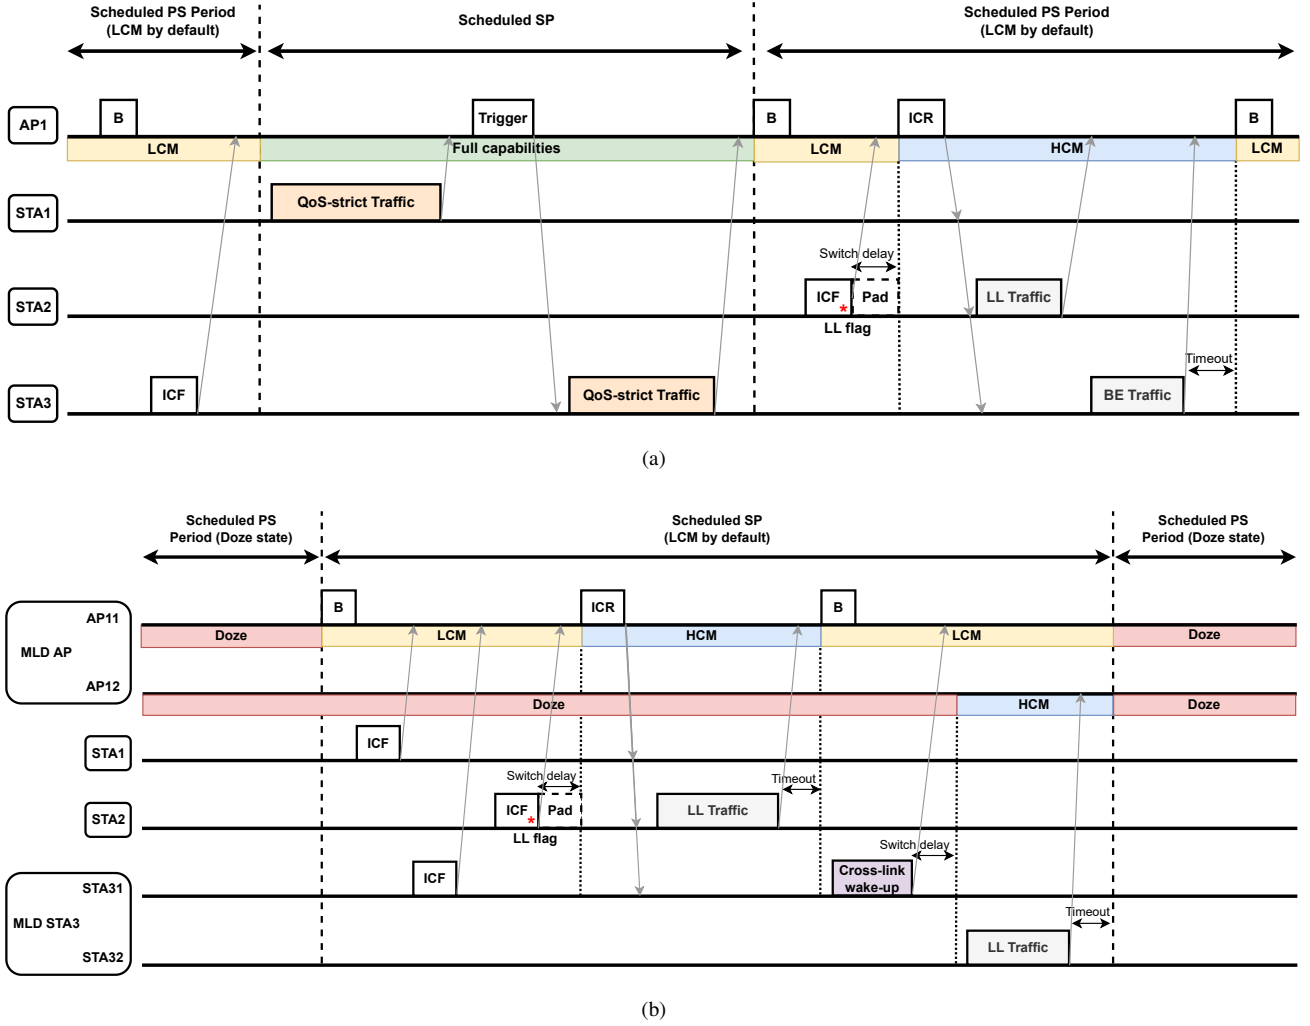 Scheduled PS Period
(LCM by default)
Scheduled SP
Scheduled PS Period
(LCM by default)
AP1
B
Trigger
B
ICR
B
LCM
Full capabilities
LCM
HCM
LCM
STA1
QoS-strict Traffic
Switch delay
STA2
ICF
*
Pad
LL Traffic
LL flag
Timeout
STA3
ICF
QoS-strict Traffic
BE Traffic
(a)
Scheduled PS
Period (Doze state)
Scheduled SP
(LCM by default)
Scheduled PS
Period (Doze state)
MLD AP
AP11
B
ICR
B
Doze
LCM
HCM
LCM
Doze
AP12
Doze
HCM
Doze
STA1
ICF
Switch delay
Timeout
STA2
ICF
*
Pad
LL Traffic
LL flag
Switch delay
MLD STA3
STA31
ICF
Cross-link
wake-up
Timeout
STA32
LL Traffic
(b)